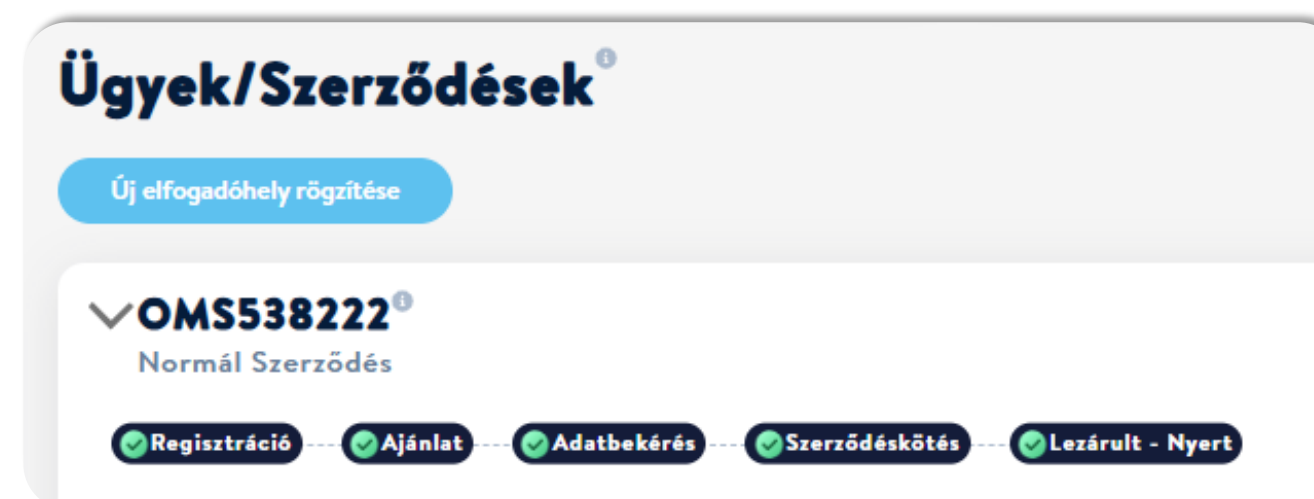 Ügyek/Szerződések
Új elfogadóhely rögzítése
OMS538222
Normál Szerződés
Regisztráció Ajánlat Adatbekérés Szerződéskötés Lezárult - Nyert